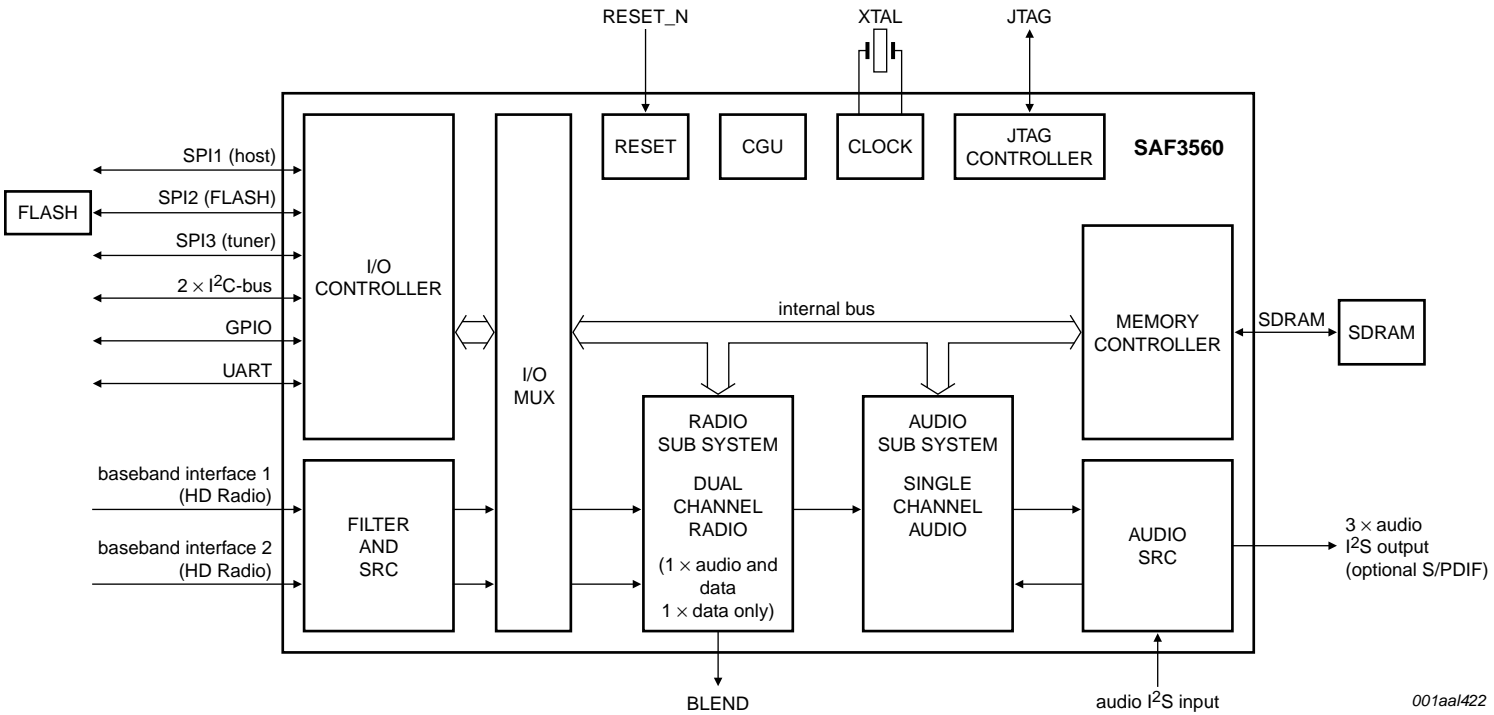 RESET_N
XTAL
JTAG
RESET
CGU
CLOCK
JTAG
CONTROLLER
SAF3560
SPI1 (host)
FLASH
SPI2 (FLASH)
SPI3 (tuner)
2 × I²C-bus
GPIO
UART
I/O
CONTROLLER
I/O
MUX
internal bus
MEMORY
CONTROLLER
SDRAM
SDRAM
baseband interface 1
(HD Radio)
baseband interface 2
(HD Radio)
FILTER
AND
SRC
RADIO
SUB SYSTEM
DUAL
CHANNEL
RADIO
(1 × audio and
data
1 × data only)
AUDIO
SUB SYSTEM
SINGLE
CHANNEL
AUDIO
AUDIO
SRC
3 × audio
I²S output
(optional S/PDIF)
BLEND
audio I²S input
001aal422